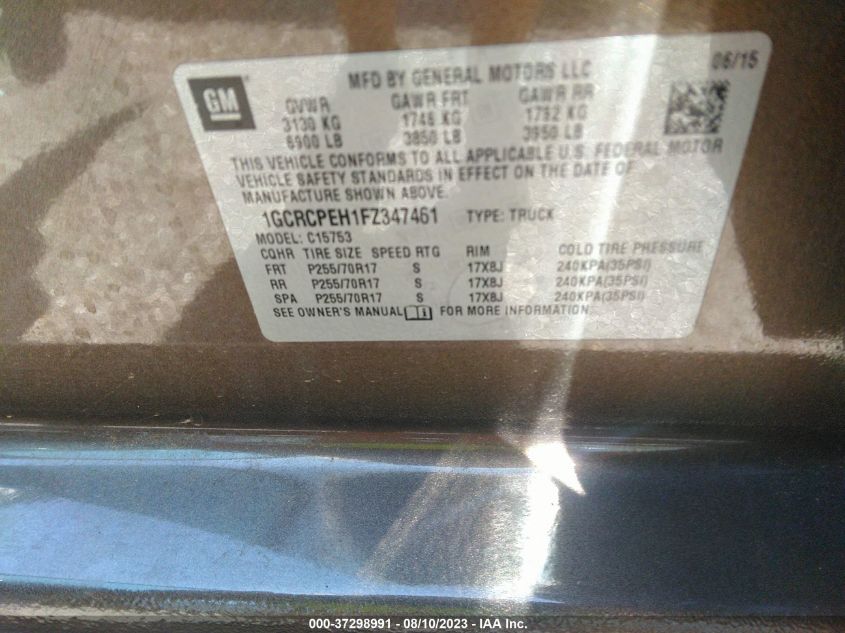 GM
MFD BY GENERAL MOTORS LLC
06/15
GVWR GAWR FRT GAWR RR
3130 KG 1746 KG 1792 KG
6900 LB 3850 LB 3950 LB
THIS VEHICLE CONFORMS TO ALL APPLICABLE U.S. FEDERAL MOTOR
VEHICLE SAFETY STANDARDS IN EFFECT ON THE DATE OF
MANUFACTURE SHOWN ABOVE.
1GCRCPEH1FZ347461 TYPE: TRUCK
MODEL: C15753
CQHR TIRE SIZE SPEED RTG RIM COLD TIRE PRESSURE
FRT P255/70R17 S 17X8J 240KPA(35PSI)
RR P255/70R17 S 17X8J 240KPA(35PSI)
SPA P255/70R17 S 17X8J 240KPA(35PSI)
SEE OWNER'S MANUAL FOR MORE INFORMATION.
000-37298991 - 08/10/2023 - IAA Inc.